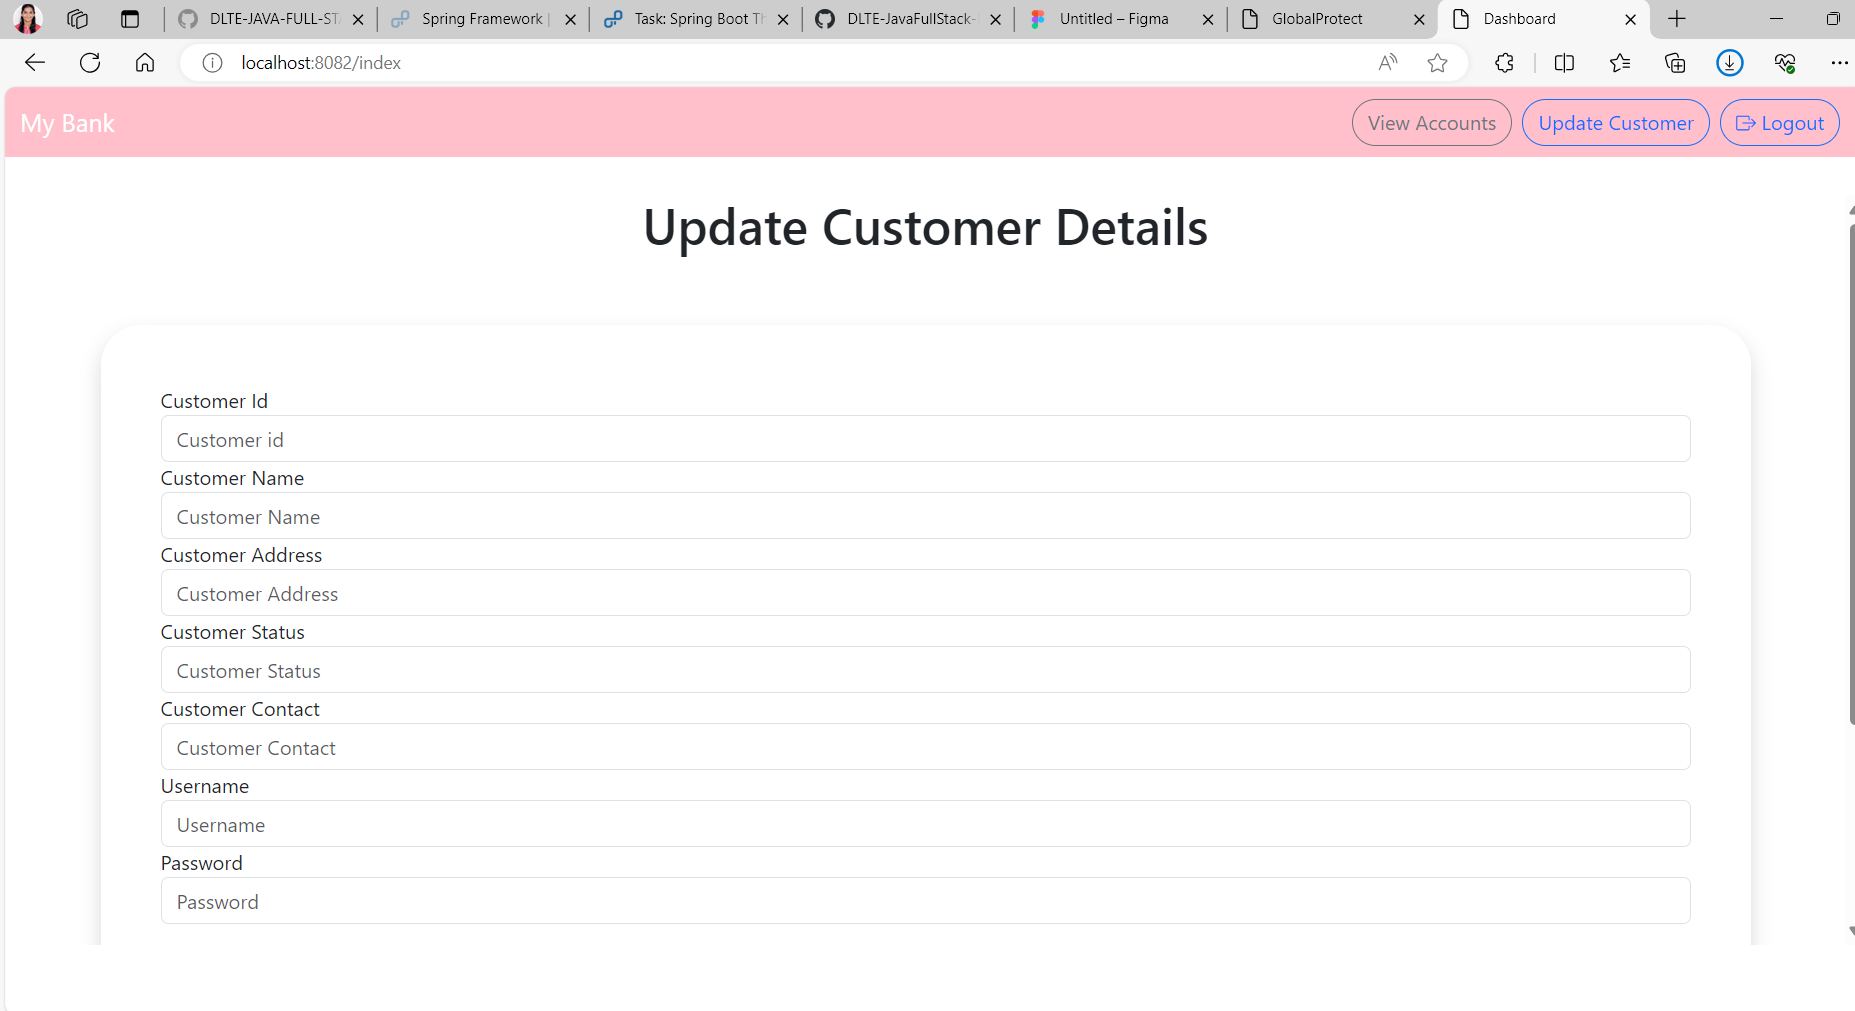 DLTE-JAVA-FULL-ST
Spring Framework |
Task: Spring Boot Th
DLTE-JavaFullStack-
Untitled – Figma
GlobalProtect
Dashboard
localhost:8082/index
My Bank
View Accounts
Update Customer
Logout
Update Customer Details
Customer Id
Customer id
Customer Name
Customer Name
Customer Address
Customer Address
Customer Status
Customer Status
Customer Contact
Customer Contact
Username
Username
Password
Password